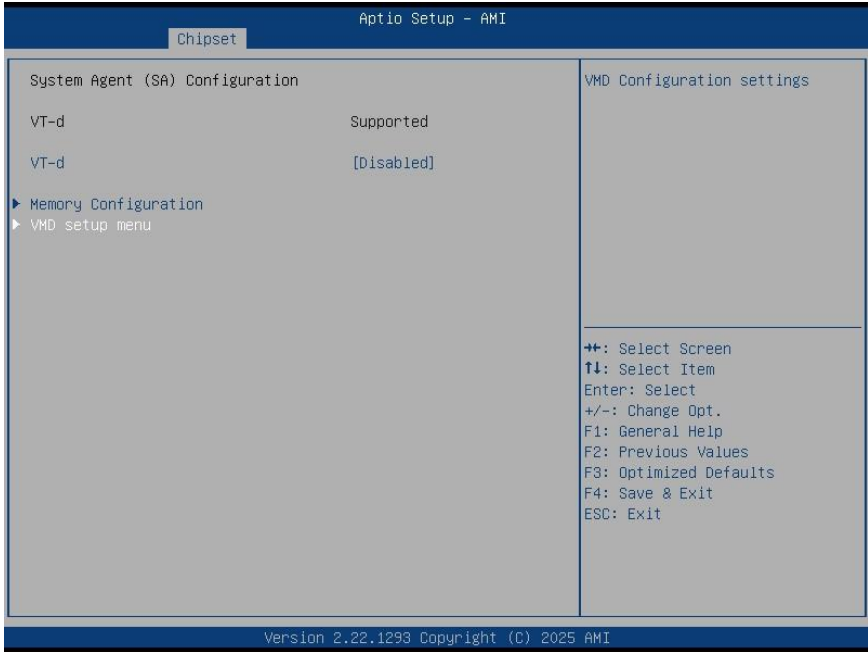 Aptio Setup – AMI
Chipset
System Agent (SA) Configuration
VT-d Supported
VT-d [Disabled]
Memory Configuration
VMD setup menu
VMD Configuration settings
→←: Select Screen
↑↓: Select Item
Enter: Select
+/-: Change Opt.
F1: General Help
F2: Previous Values
F3: Optimized Defaults
F4: Save & Exit
ESC: Exit
Version 2.22.1293 Copyright (C) 2025 AMI